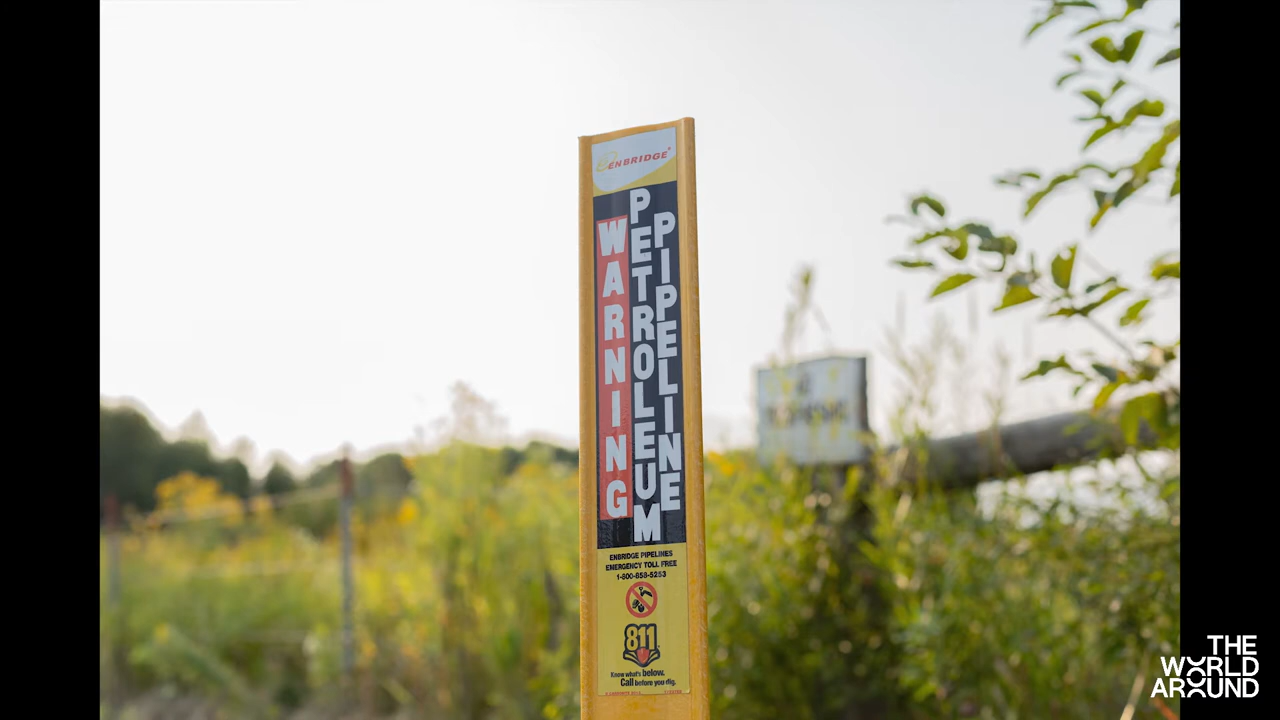 ENBRIDGE
WARNING
PETROLEUM
PIPELINE
ENBRIDGE PIPELINES
EMERGENCY TOLL FREE
1-800-858-5253
811
Know what's below.
Call before you dig.
THE
WORLD
AROUND